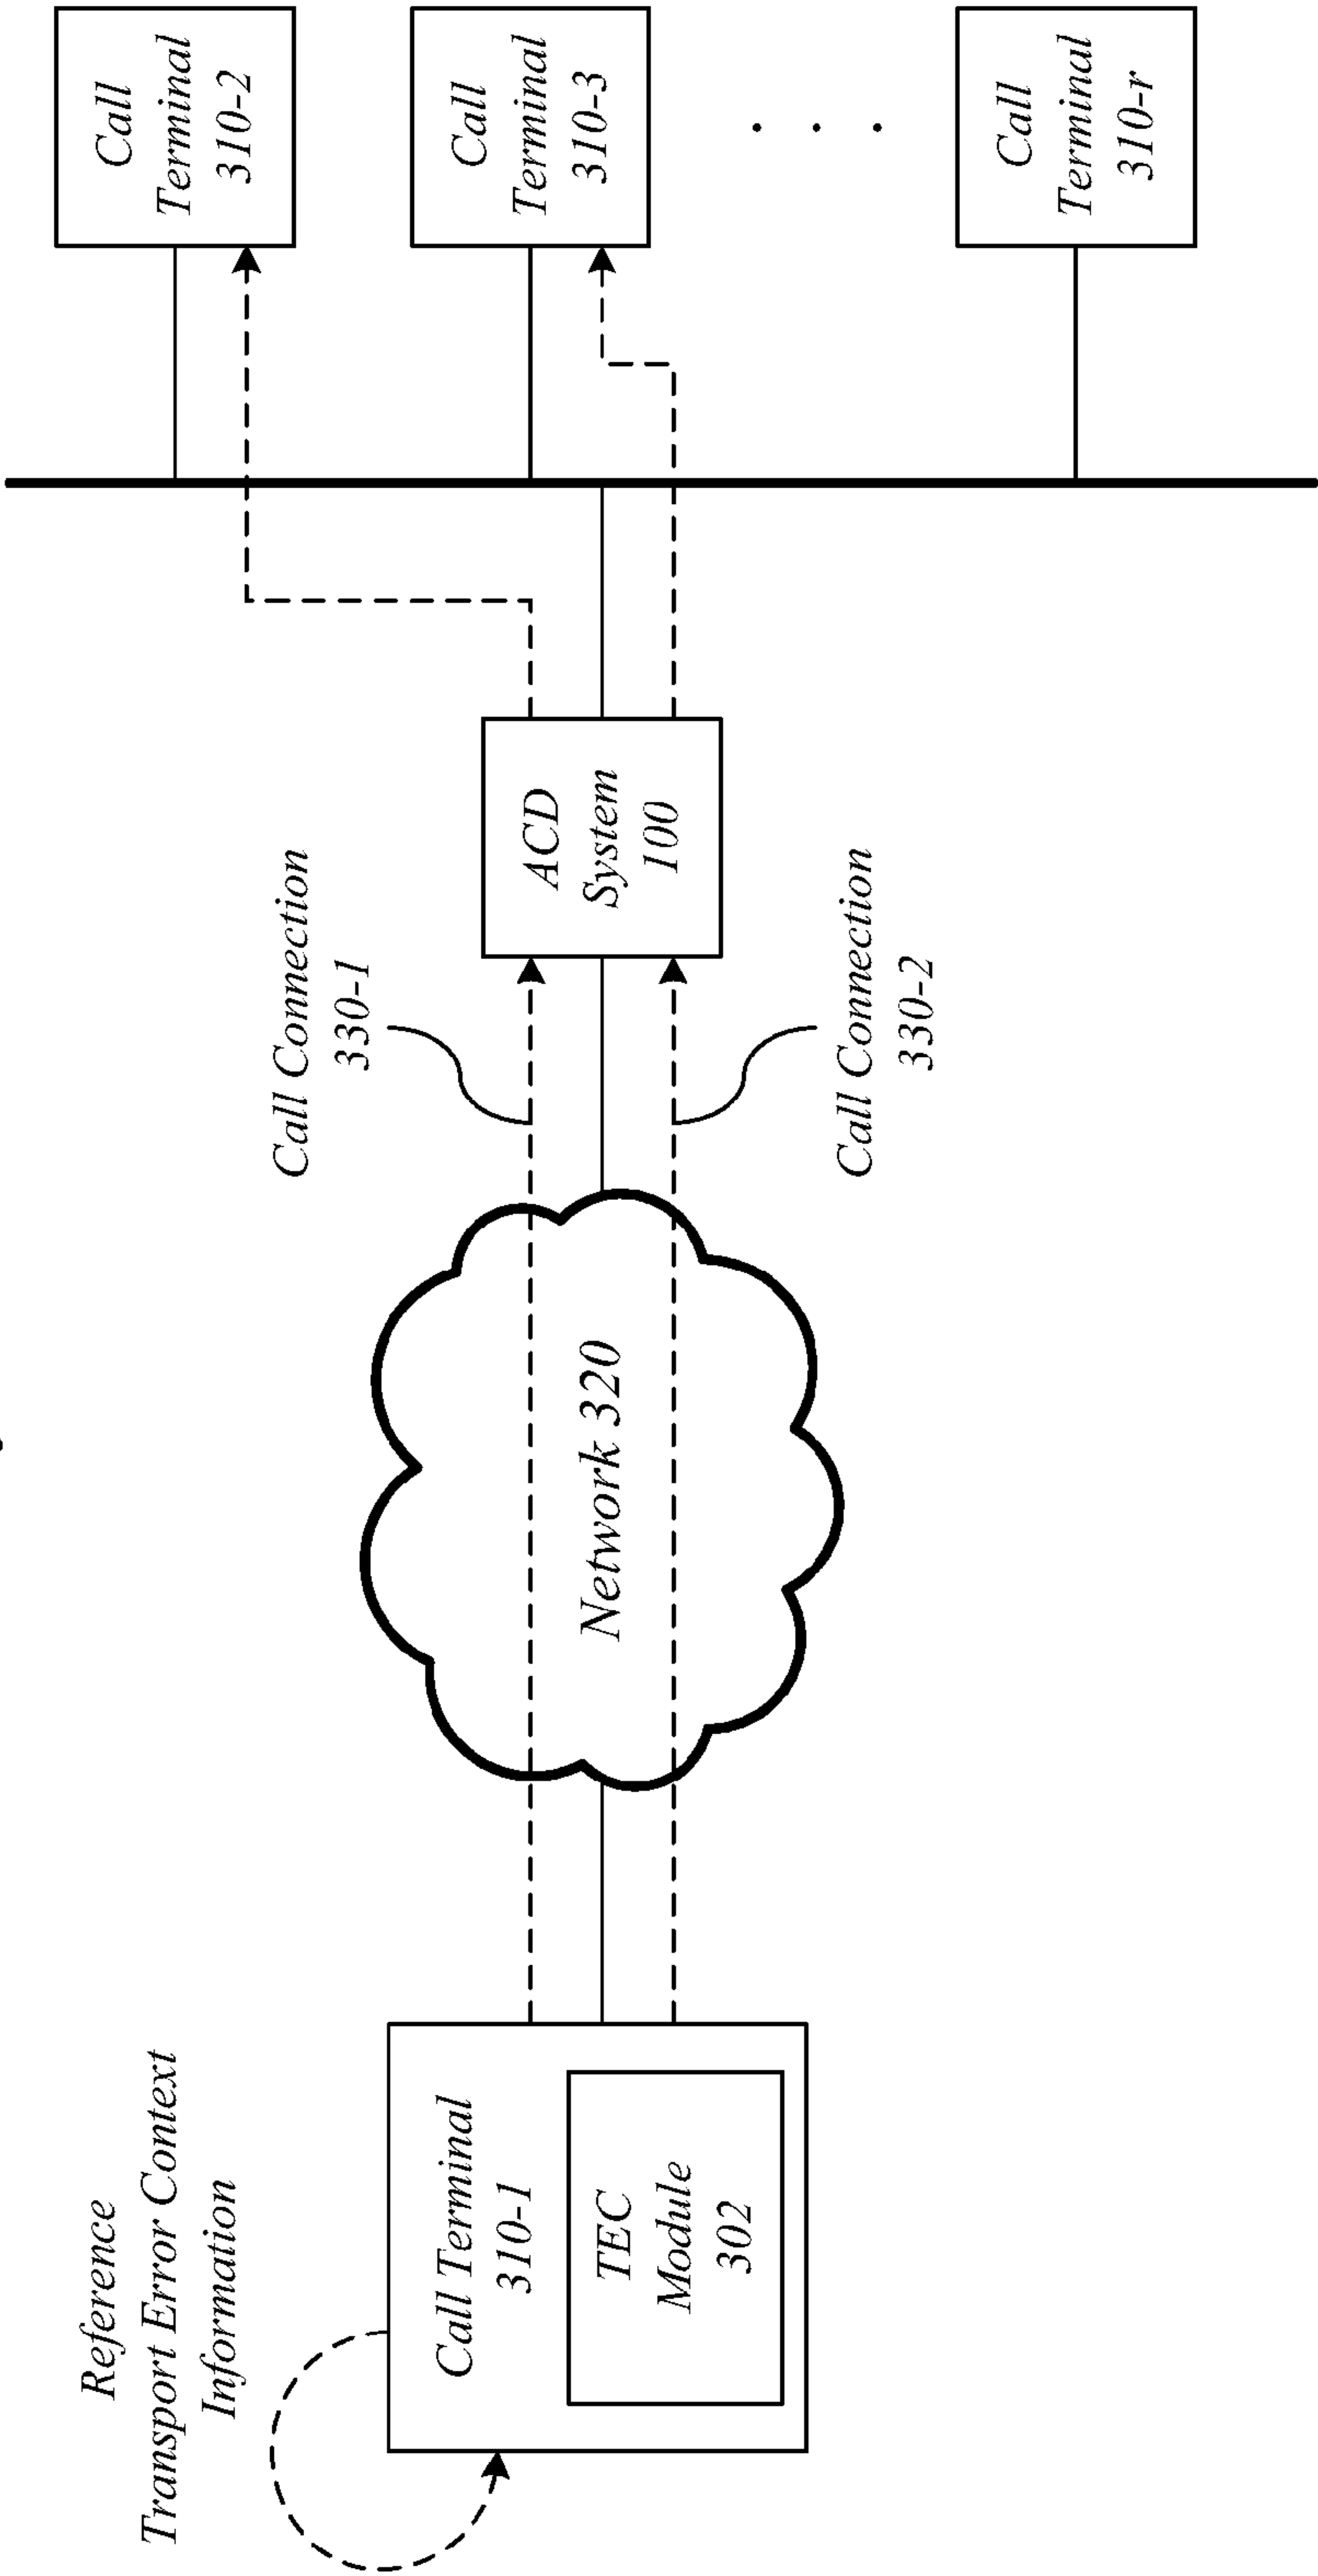 Reference
Transport Error Context
Information
Call Terminal
310-1
TEC
Module
302
Network 320
Call Connection
330-1
Call Connection
330-2
ACD
System
100
Call
Terminal
310-2
Call
Terminal
310-3
. . .
Call
Terminal
310-r